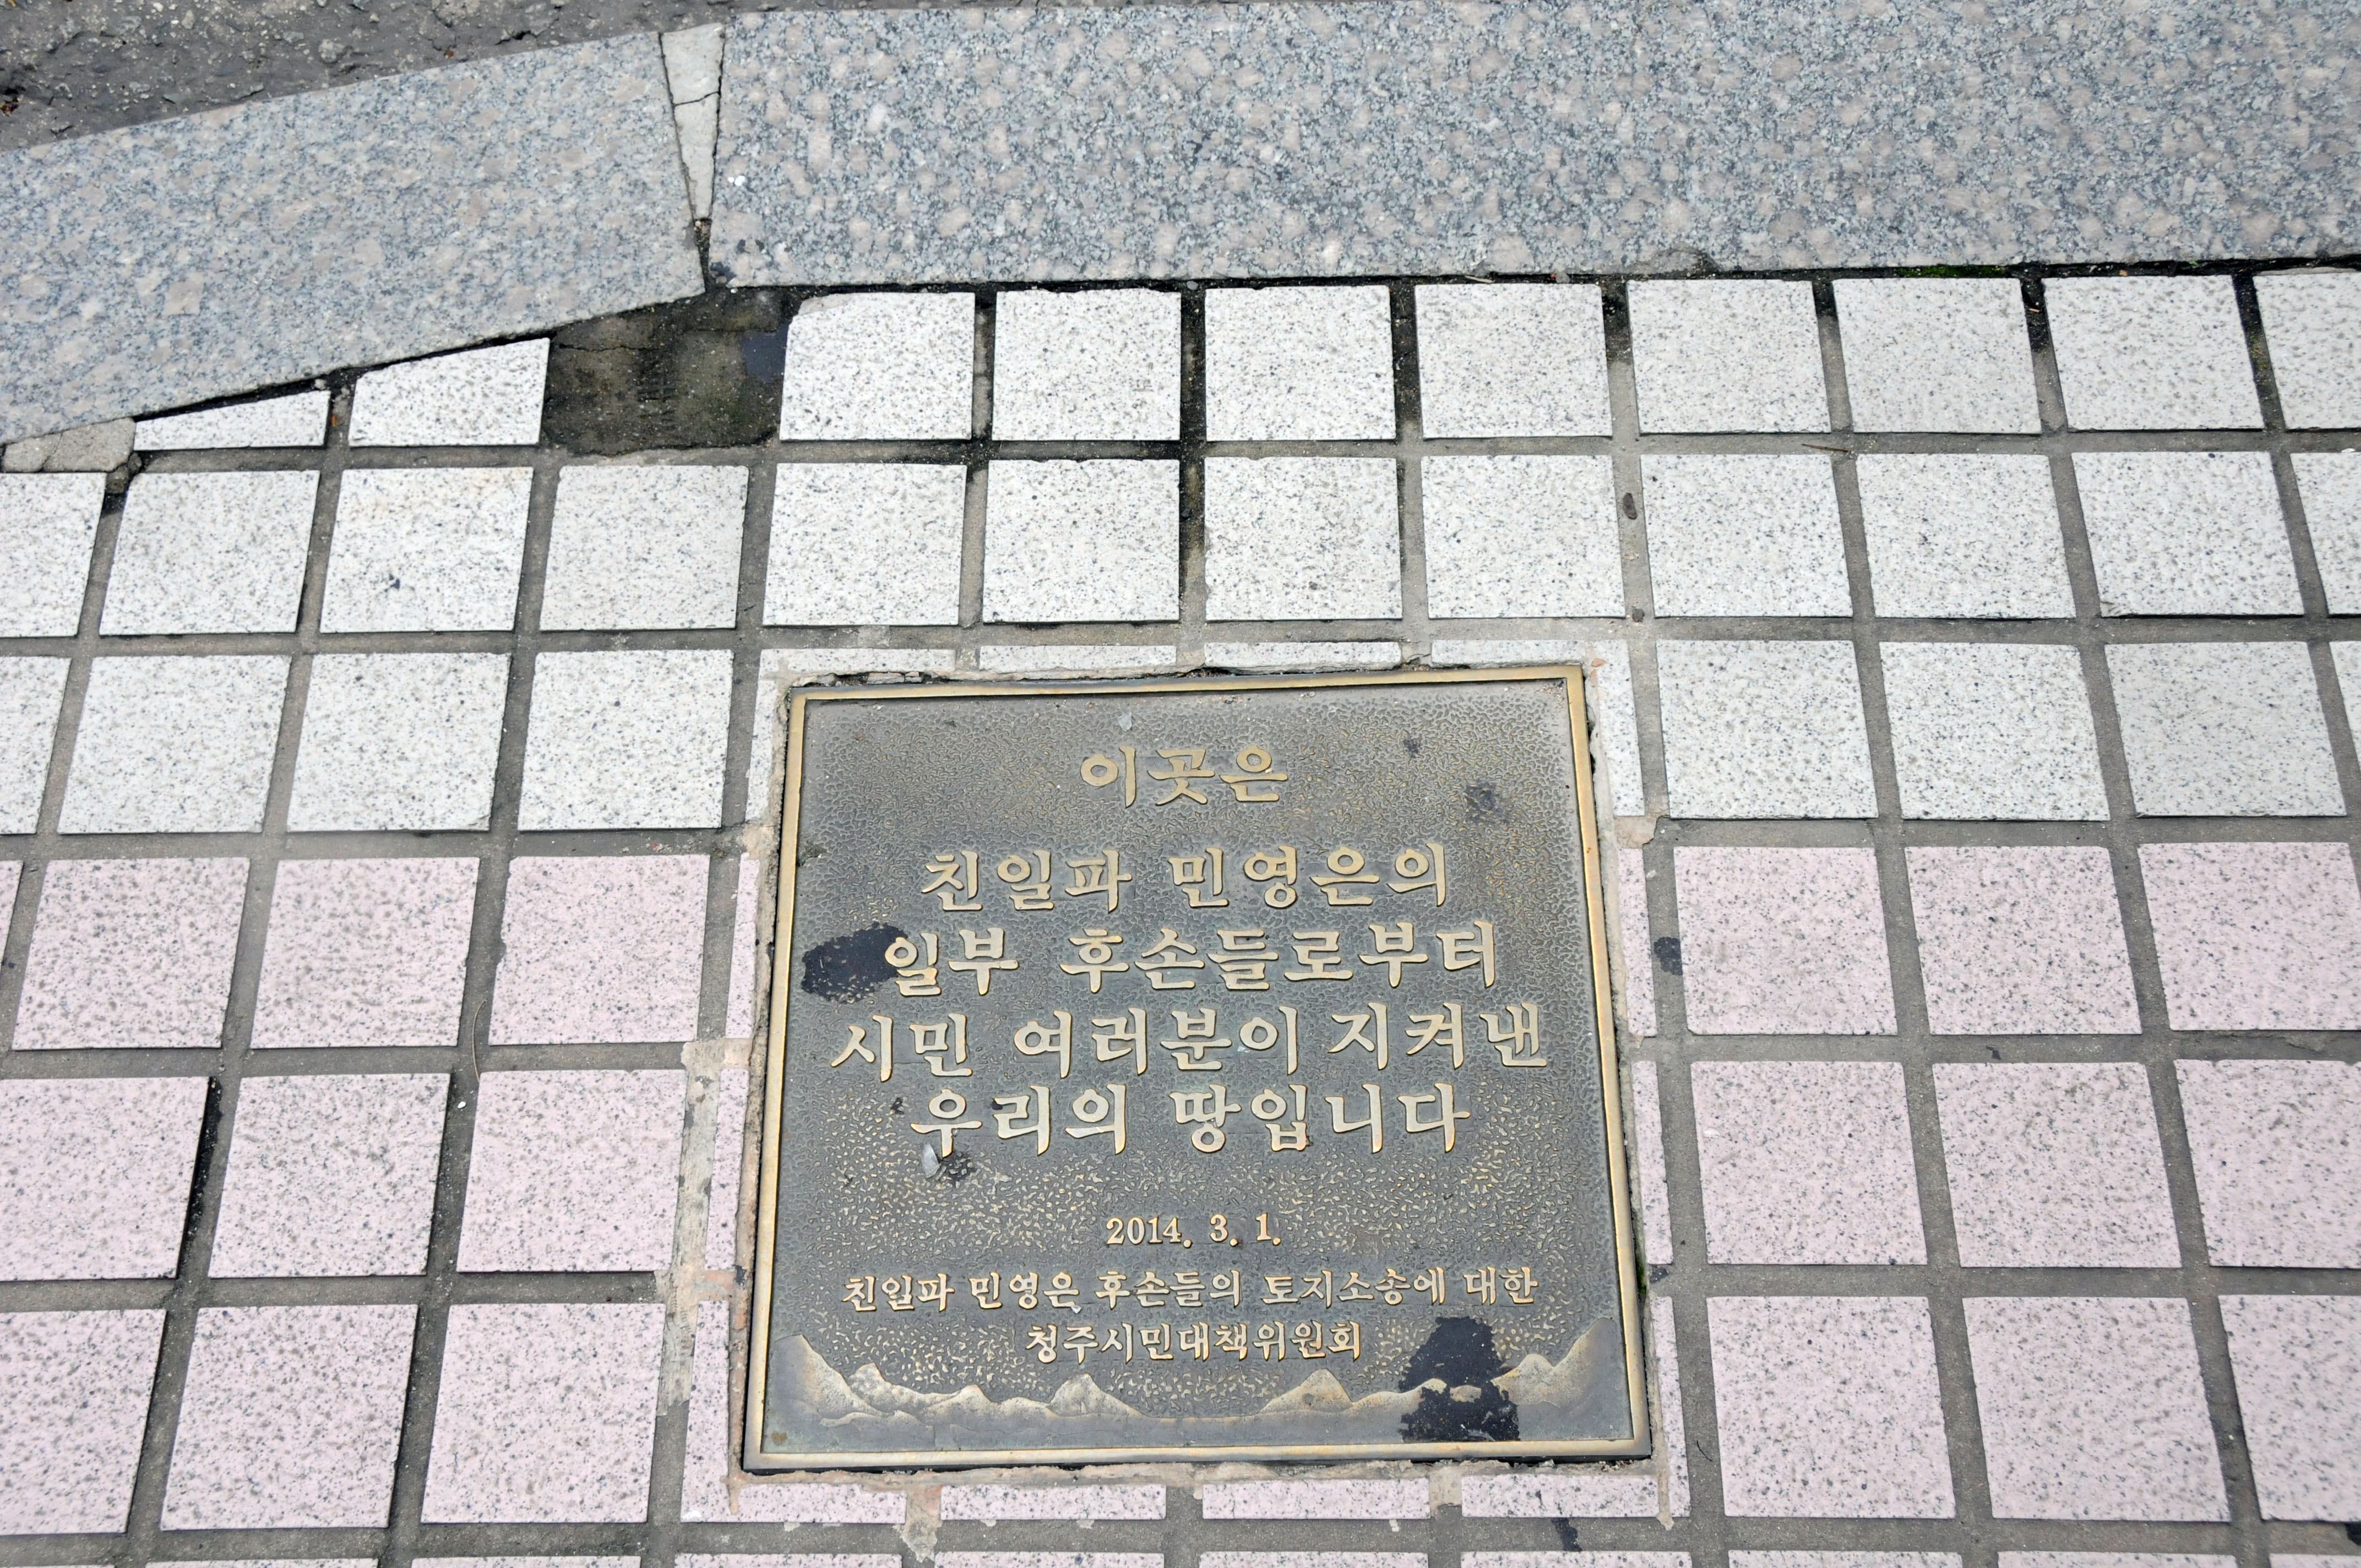 이곳은
친일파 민영은의
일부 후손들로부터
시민 여러분이 지켜낸
우리의 땅입니다
2014. 3. 1.
친일파 민영은 후손들의 토지소송에 대한
청주시민대책위원회